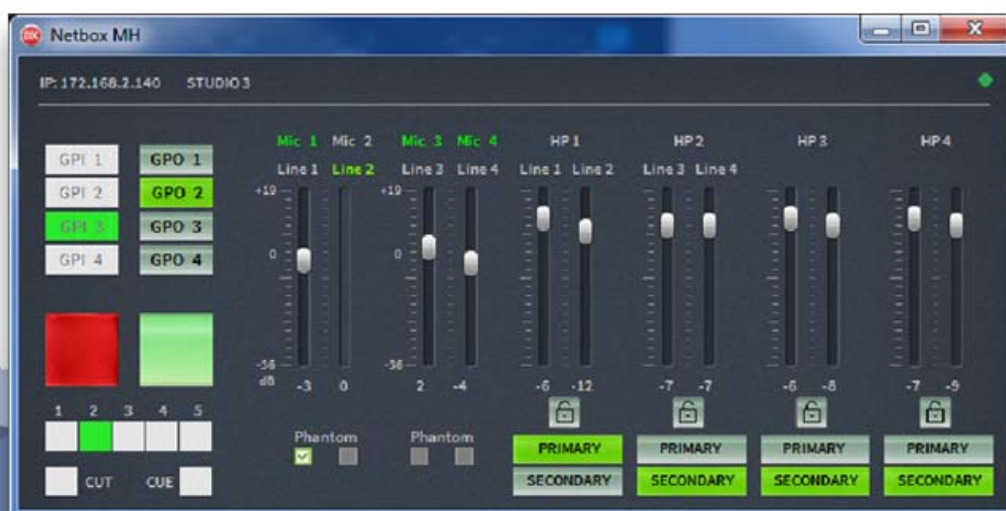 DX Netbox MH
IP: 172.168.2.140 STUDIO 3
Mic 1 Mic 2 Mic 3 Mic 4 HP 1 HP 2 HP 3 HP 4
Line 1 Line 2 Line 3 Line 4 Line 1 Line 2 Line 3 Line 4
GPI 1 GPO 1
GPI 2 GPO 2
GPI 3 GPO 3
GPI 4 GPO 4
+19 +19
0 0
-36 -36
dB -3 0 2 -4 -6 -12 -7 -7 -6 -8 -7 -9
1 2 3 4 5
Phantom Phantom
PRIMARY PRIMARY PRIMARY PRIMARY
SECONDARY SECONDARY SECONDARY SECONDARY
CUT CUE